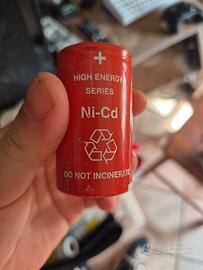 +
HIGH ENERGY
SERIES
Ni-Cd
DO NOT INCINERATE